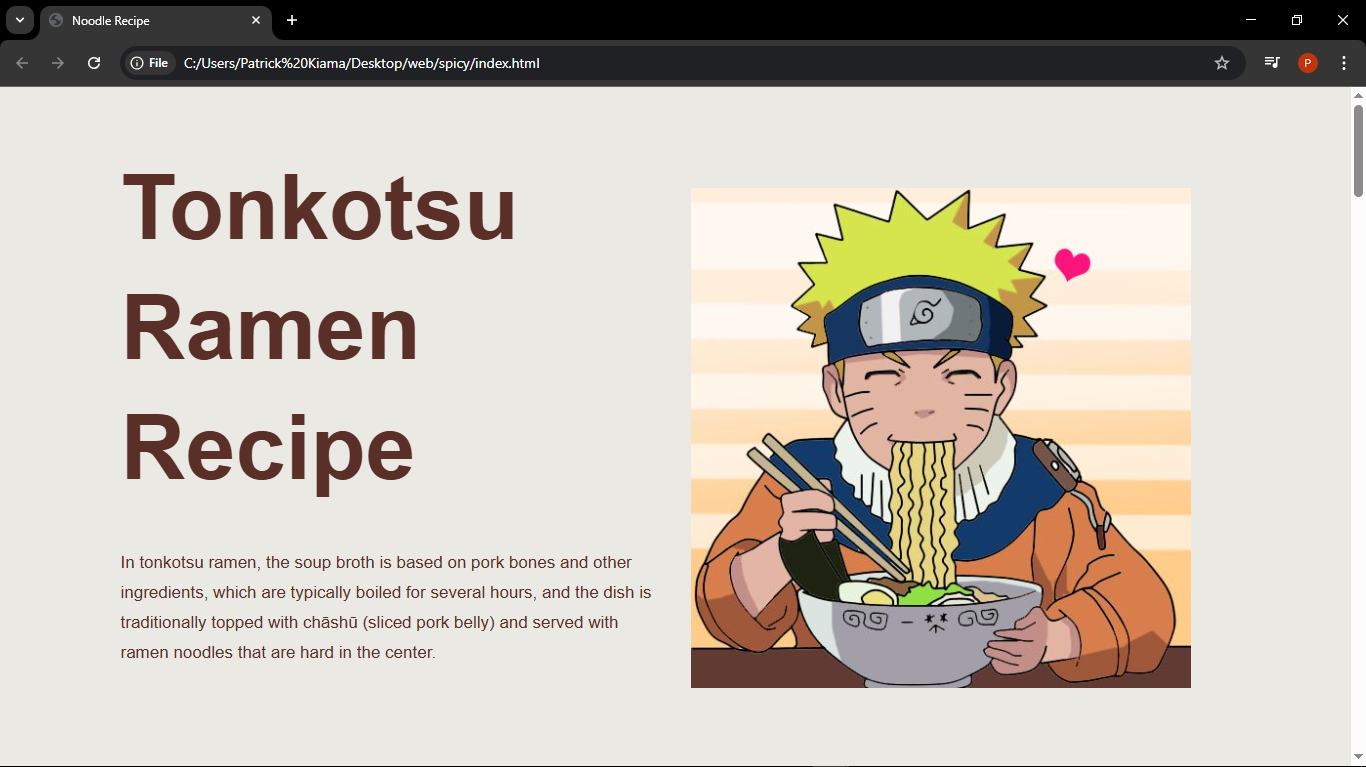 Noodle Recipe
File
C:/Users/Patrick%20Kiama/Desktop/web/spicy/index.html
P
Tonkotsu
Ramen
Recipe
In tonkotsu ramen, the soup broth is based on pork bones and other
ingredients, which are typically boiled for several hours, and the dish is
traditionally topped with chāshū (sliced pork belly) and served with
ramen noodles that are hard in the center.